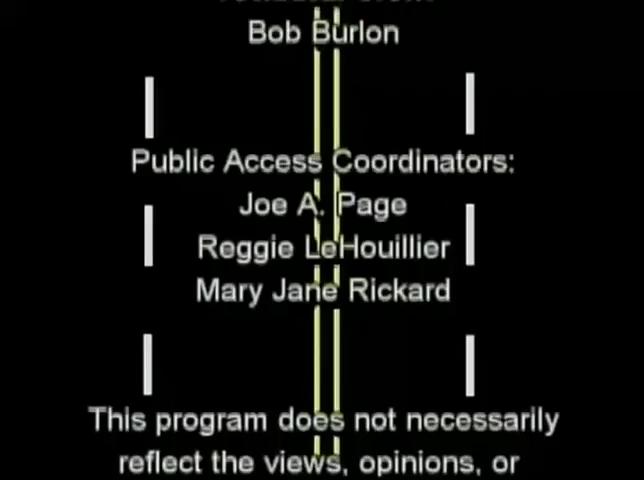 Bob Burlon
Public Access Coordinators:
Joe A. Page
Reggie LeHouillier
Mary Jane Rickard
This program does not necessarily
reflect the views, opinions, or